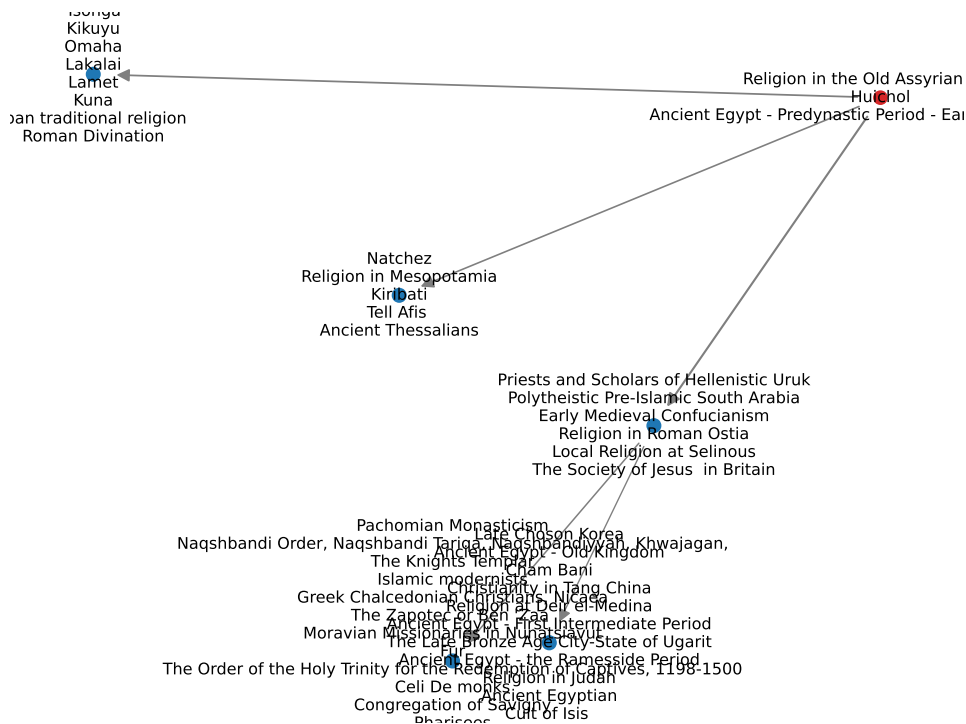 Tsonga
Kikuyu
Omaha
Lakalai
Lamet
Kuna
ban traditional religion
Roman Divination
Religion in the Old Assyrian
Huichol
Ancient Egypt - Predynastic Period - Ear
Natchez
Religion in Mesopotamia
Kiribati
Tell Afis
Ancient Thessalians
Priests and Scholars of Hellenistic Uruk
Polytheistic Pre-Islamic South Arabia
Early Medieval Confucianism
Religion in Roman Ostia
Local Religion at Selinous
The Society of Jesus in Britain
Pachomian Monasticism
Naqshbandi Order, Naqshbandi Tariqa, Naqshbandiyyah, Khwajagan,
The Knights Templar
Islamic modernists
Greek Chalcedonian Christians, Nicaea
The Zapotec or Ben 'Zaa
Moravian Missionaries in Nunatsiavut
Fur
The Order of the Holy Trinity for the Redemption of Captives, 1198-1500
Celi De monks
Congregation of Savigny
Pharisees
Late Choson Korea
Ancient Egypt - Old Kingdom
Cham Bani
Christianity in Tang China
Religion at Deir el-Medina
Ancient Egypt - First Intermediate Period
The Late Bronze Age City-State of Ugarit
Ancient Egypt - the Ramesside Period
Religion in Judah
Ancient Egyptian
Cult of Isis